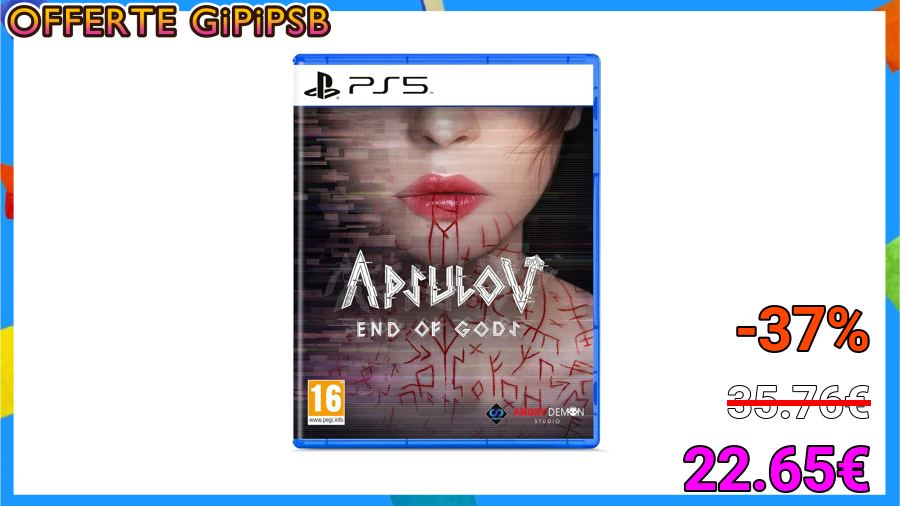 OFFERTE GiPiPSB
PS5
APSULOV
END OF GODS
16
www.pegi.info
ANGRY DEMON
STUDIO
-37%
35.76€
22.65€